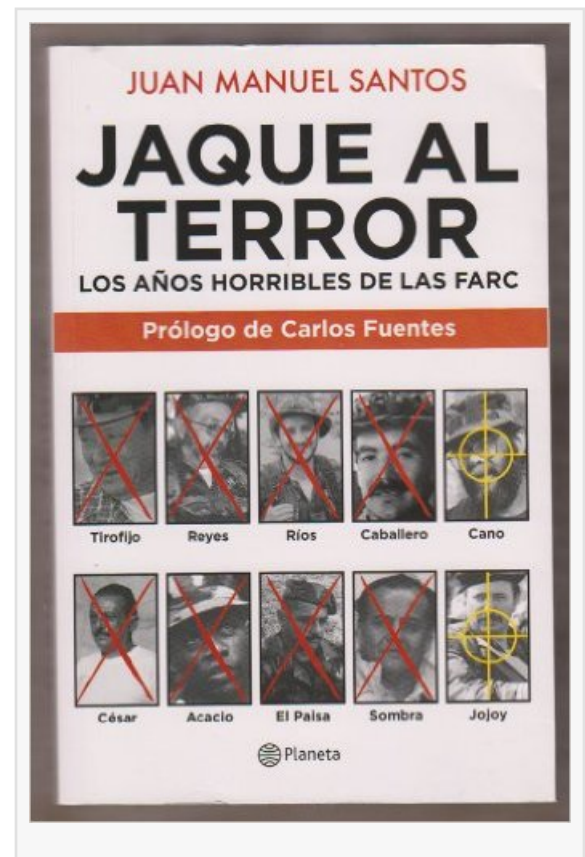 JUAN MANUEL SANTOS
JAQUE AL
TERROR
LOS AÑOS HORRIBLES DE LAS FARC
Prólogo de Carlos Fuentes
Tirofijo Reyes Ríos Caballero Cano
César Acacio El Paisa Sombra Jojoy
Planeta